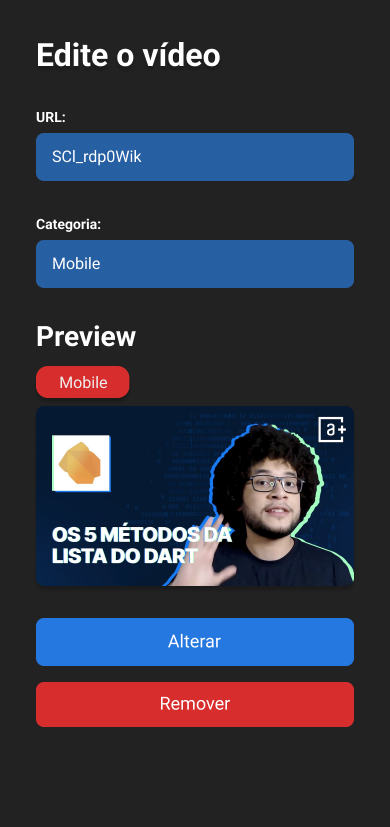 Edite o vídeo
URL:
SCl_rdp0Wik
Categoria:
Mobile
Preview
Mobile
a+
OS 5 MÉTODOS DA
LISTA DO DART
Alterar
Remover